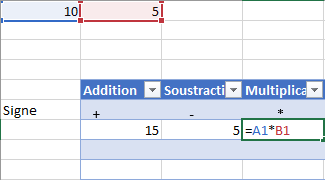 10 5
Addition Soustracti Multiplica
Signe + - *
15 5 =A1*B1